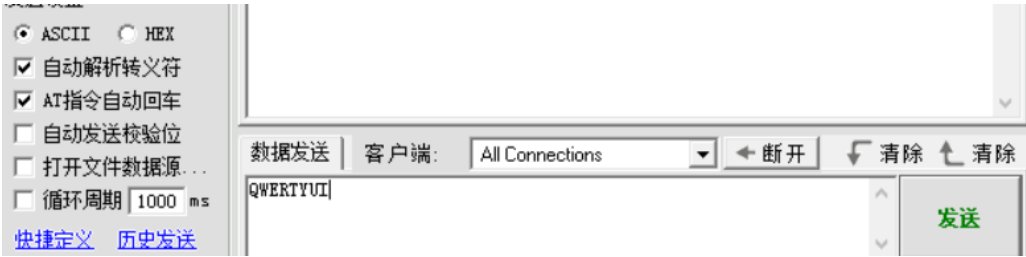 ASCII HEX
自动解析转义符
AT指令自动回车
自动发送校验位
打开文件数据源...
循环周期 1000 ms
快捷定义 历史发送
数据发送 客户端: All Connections 断开 清除 清除
QWERTYUI
发送